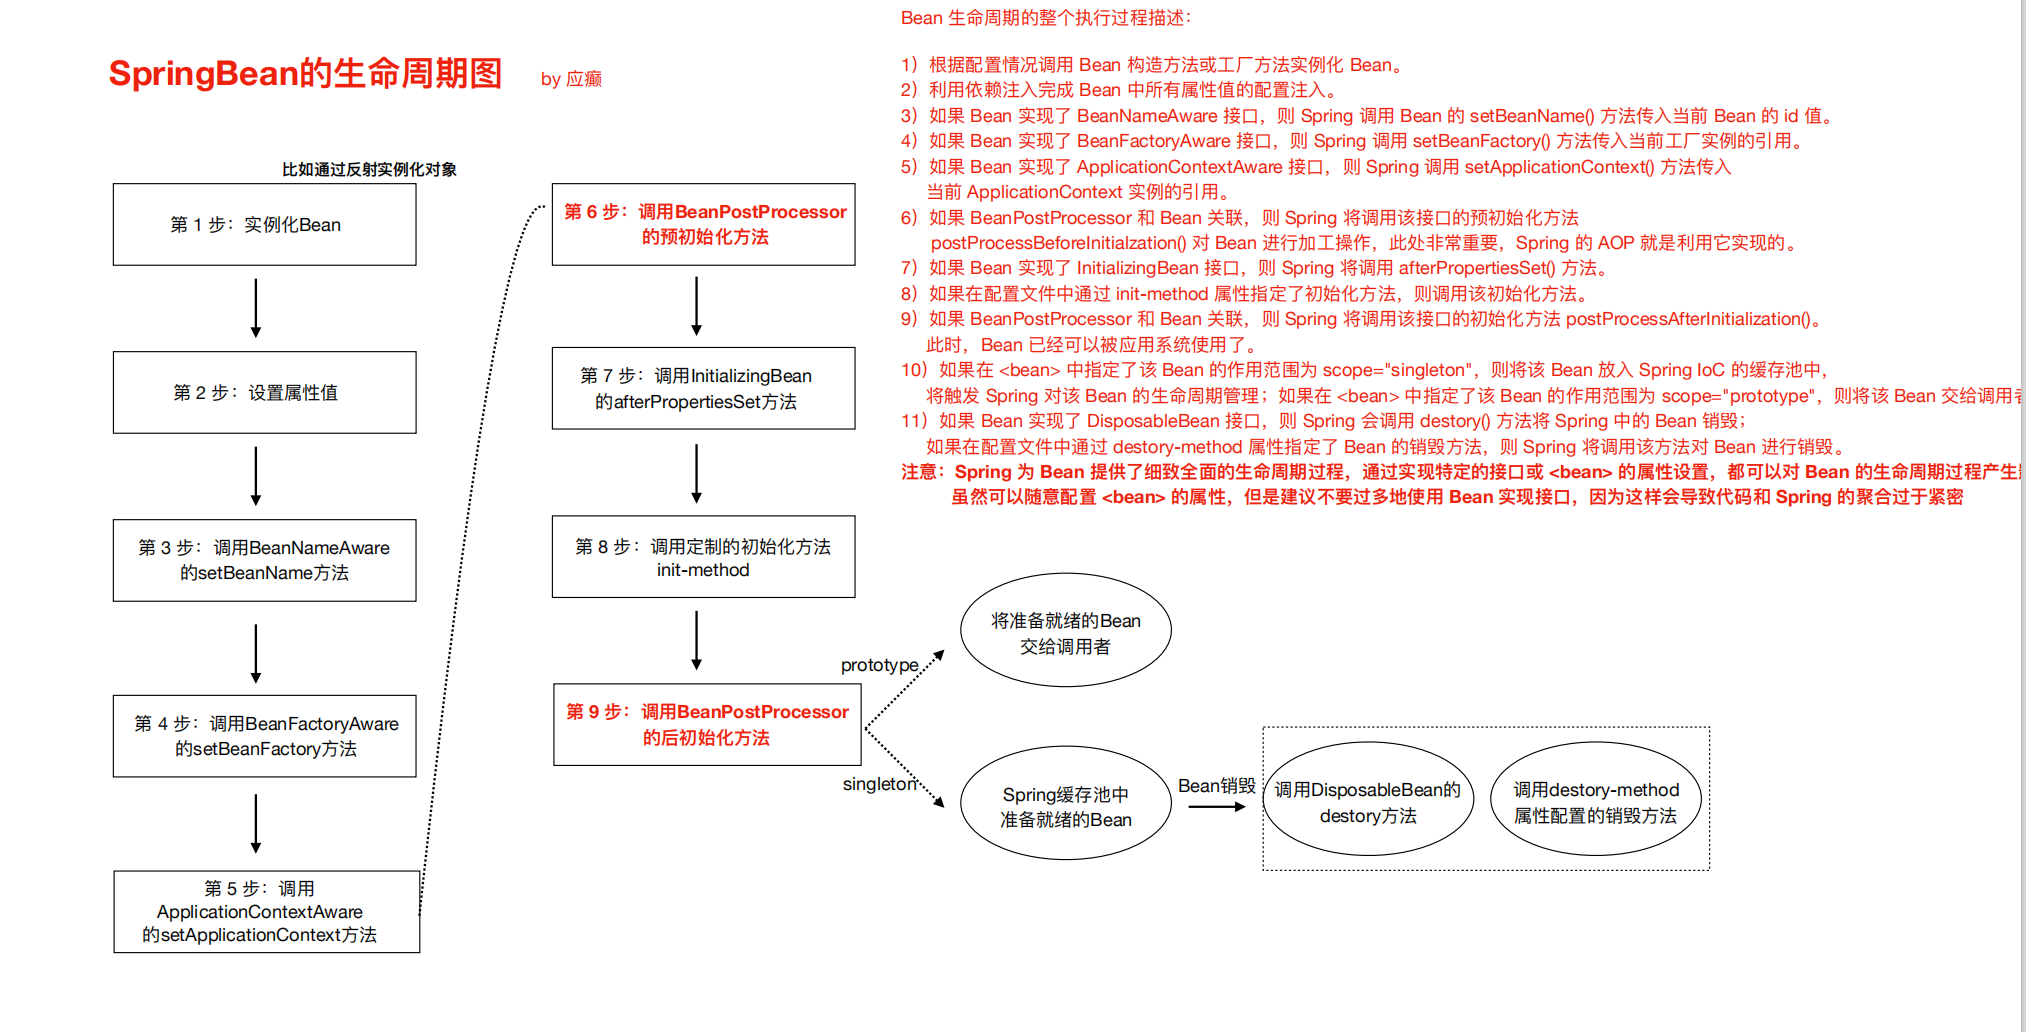 SpringBean的生命周期图
by 应癫
比如通过反射实例化对象
第 1 步：实例化Bean
第 2 步：设置属性值
第 3 步：调用BeanNameAware
的setBeanName方法
第 4 步：调用BeanFactoryAware
的setBeanFactory方法
第 5 步：调用
ApplicationContextAware
的setApplicationContext方法
第 6 步：调用BeanPostProcessor
的预初始化方法
第 7 步：调用InitializingBean
的afterPropertiesSet方法
第 8 步：调用定制的初始化方法
init-method
第 9 步：调用BeanPostProcessor
的后初始化方法
prototype
将准备就绪的Bean
交给调用者
singleton
Spring缓存池中
准备就绪的Bean
Bean销毁
调用DisposableBean的
destory方法
调用destory-method
属性配置的销毁方法
Bean 生命周期的整个执行过程描述：
1）根据配置情况调用 Bean 构造方法或工厂方法实例化 Bean。
2）利用依赖注入完成 Bean 中所有属性值的配置注入。
3）如果 Bean 实现了 BeanNameAware 接口，则 Spring 调用 Bean 的 setBeanName() 方法传入当前 Bean 的 id 值。
4）如果 Bean 实现了 BeanFactoryAware 接口，则 Spring 调用 setBeanFactory() 方法传入当前工厂实例的引用。
5）如果 Bean 实现了 ApplicationContextAware 接口，则 Spring 调用 setApplicationContext() 方法传入
当前 ApplicationContext 实例的引用。
6）如果 BeanPostProcessor 和 Bean 关联，则 Spring 将调用该接口的预初始化方法
postProcessBeforeInitialzation() 对 Bean 进行加工操作，此处非常重要，Spring 的 AOP 就是利用它实现的。
7）如果 Bean 实现了 InitializingBean 接口，则 Spring 将调用 afterPropertiesSet() 方法。
8）如果在配置文件中通过 init-method 属性指定了初始化方法，则调用该初始化方法。
9）如果 BeanPostProcessor 和 Bean 关联，则 Spring 将调用该接口的初始化方法 postProcessAfterInitialization()。
此时，Bean 已经可以被应用系统使用了。
10）如果在 <bean> 中指定了该 Bean 的作用范围为 scope="singleton"，则将该 Bean 放入 Spring IoC 的缓存池中，
将触发 Spring 对该 Bean 的生命周期管理；如果在 <bean> 中指定了该 Bean 的作用范围为 scope="prototype"，则将该 Bean 交给调用
11）如果 Bean 实现了 DisposableBean 接口，则 Spring 会调用 destory() 方法将 Spring 中的 Bean 销毁；
如果在配置文件中通过 destory-method 属性指定了 Bean 的销毁方法，则 Spring 将调用该方法对 Bean 进行销毁。
注意：Spring 为 Bean 提供了细致全面的生命周期过程，通过实现特定的接口或 <bean> 的属性设置，都可以对 Bean 的生命周期过程产生
虽然可以随意配置 <bean> 的属性，但是建议不要过多地使用 Bean 实现接口，因为这样会导致代码和 Spring 的聚合过于紧密